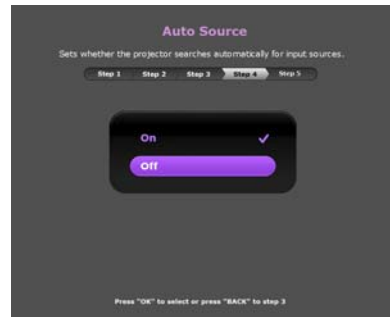 Auto Source
Sets whether the projector searches automatically for input sources.
Step 1 Step 2 Step 3 Step 4 Step 5
On
Off
Press "OK" to select or press "BACK" to step 3